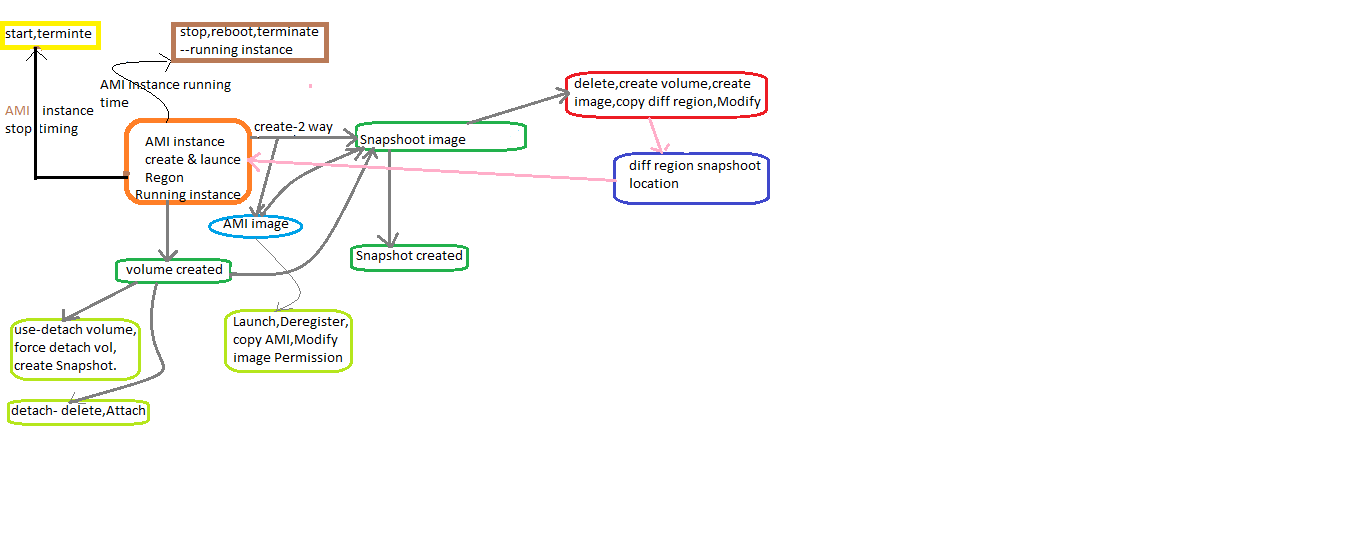 start,terminte
stop,reboot,terminate
--running instance
AMI instance running
time
AMI instance
stop timing
delete,create volume,create
image,copy diff region,Modify
create-2 way
Snapshoot image
AMI instance
create & launce
Regon
Running instance
diff region snapshoot
location
AMI image
Snapshot created
volume created
use-detach volume,
force detach vol,
create Snapshot.
Launch,Deregister,
copy AMI,Modify
image Permission
detach- delete,Attach